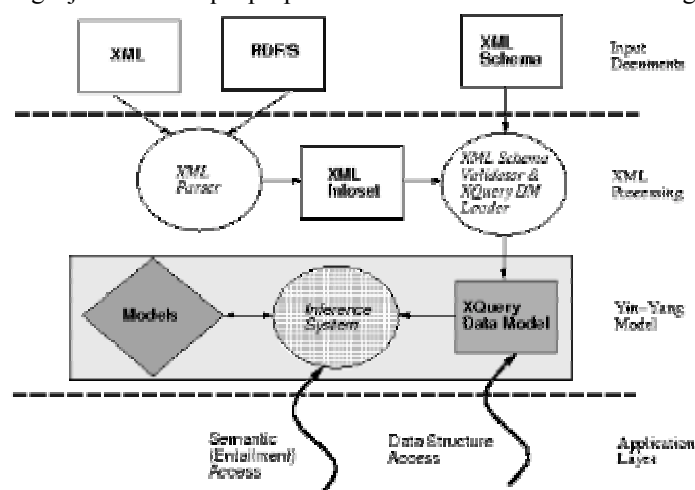 XML
RDF/S
XML
Schema
Input
Documents
XML
Parser
XML
Infoset
XML Schema
Validator &
XQuery DM
Loader
XML
Processing
Models
Inference
System
XQuery
Data Model
Yin-Yang
Model
Semantic
(Entailment)
Access
Data Structure
Access
Application
Layer